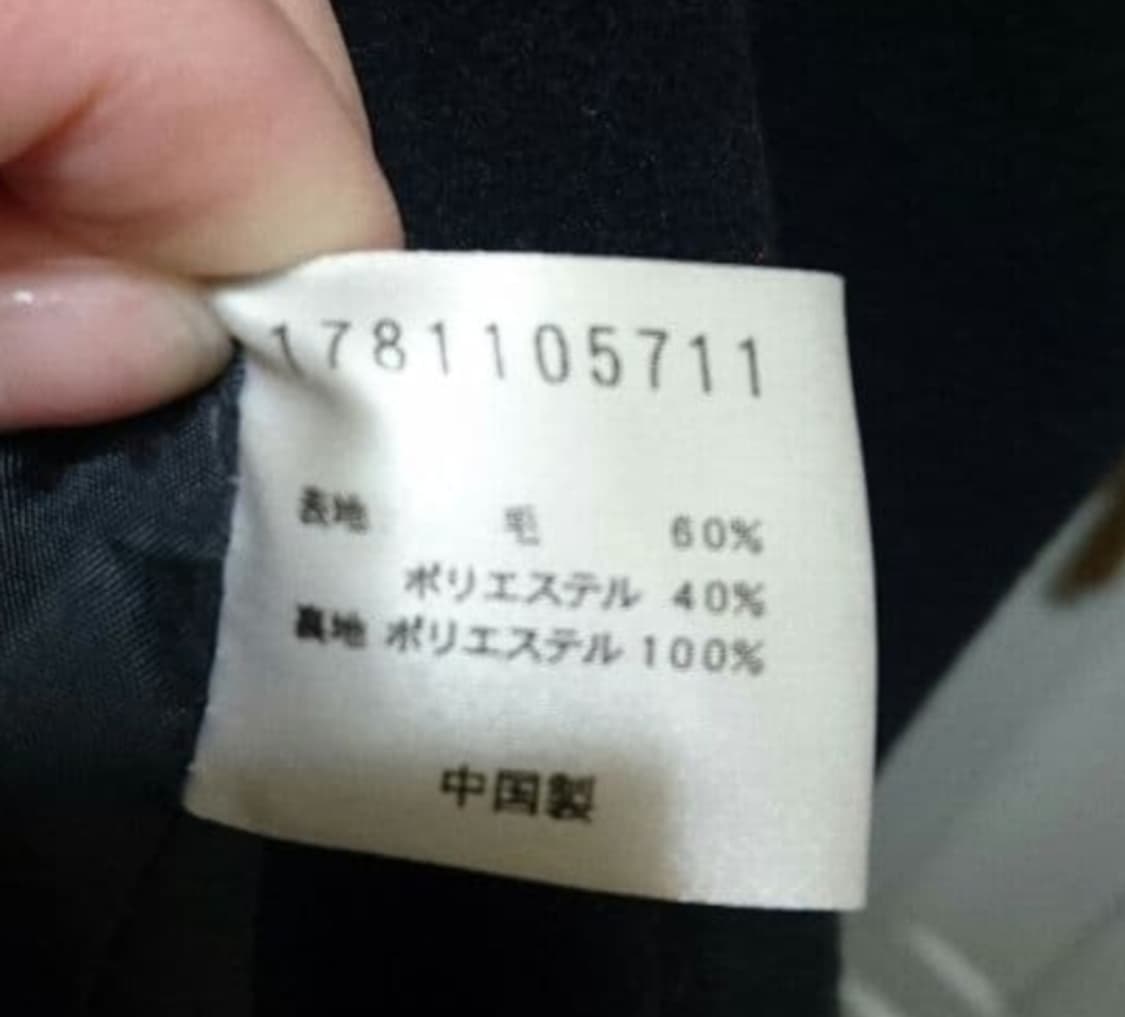 1781105711
表地 毛 60%
ポリエステル 40%
裏地 ポリエステル 100%
中国製